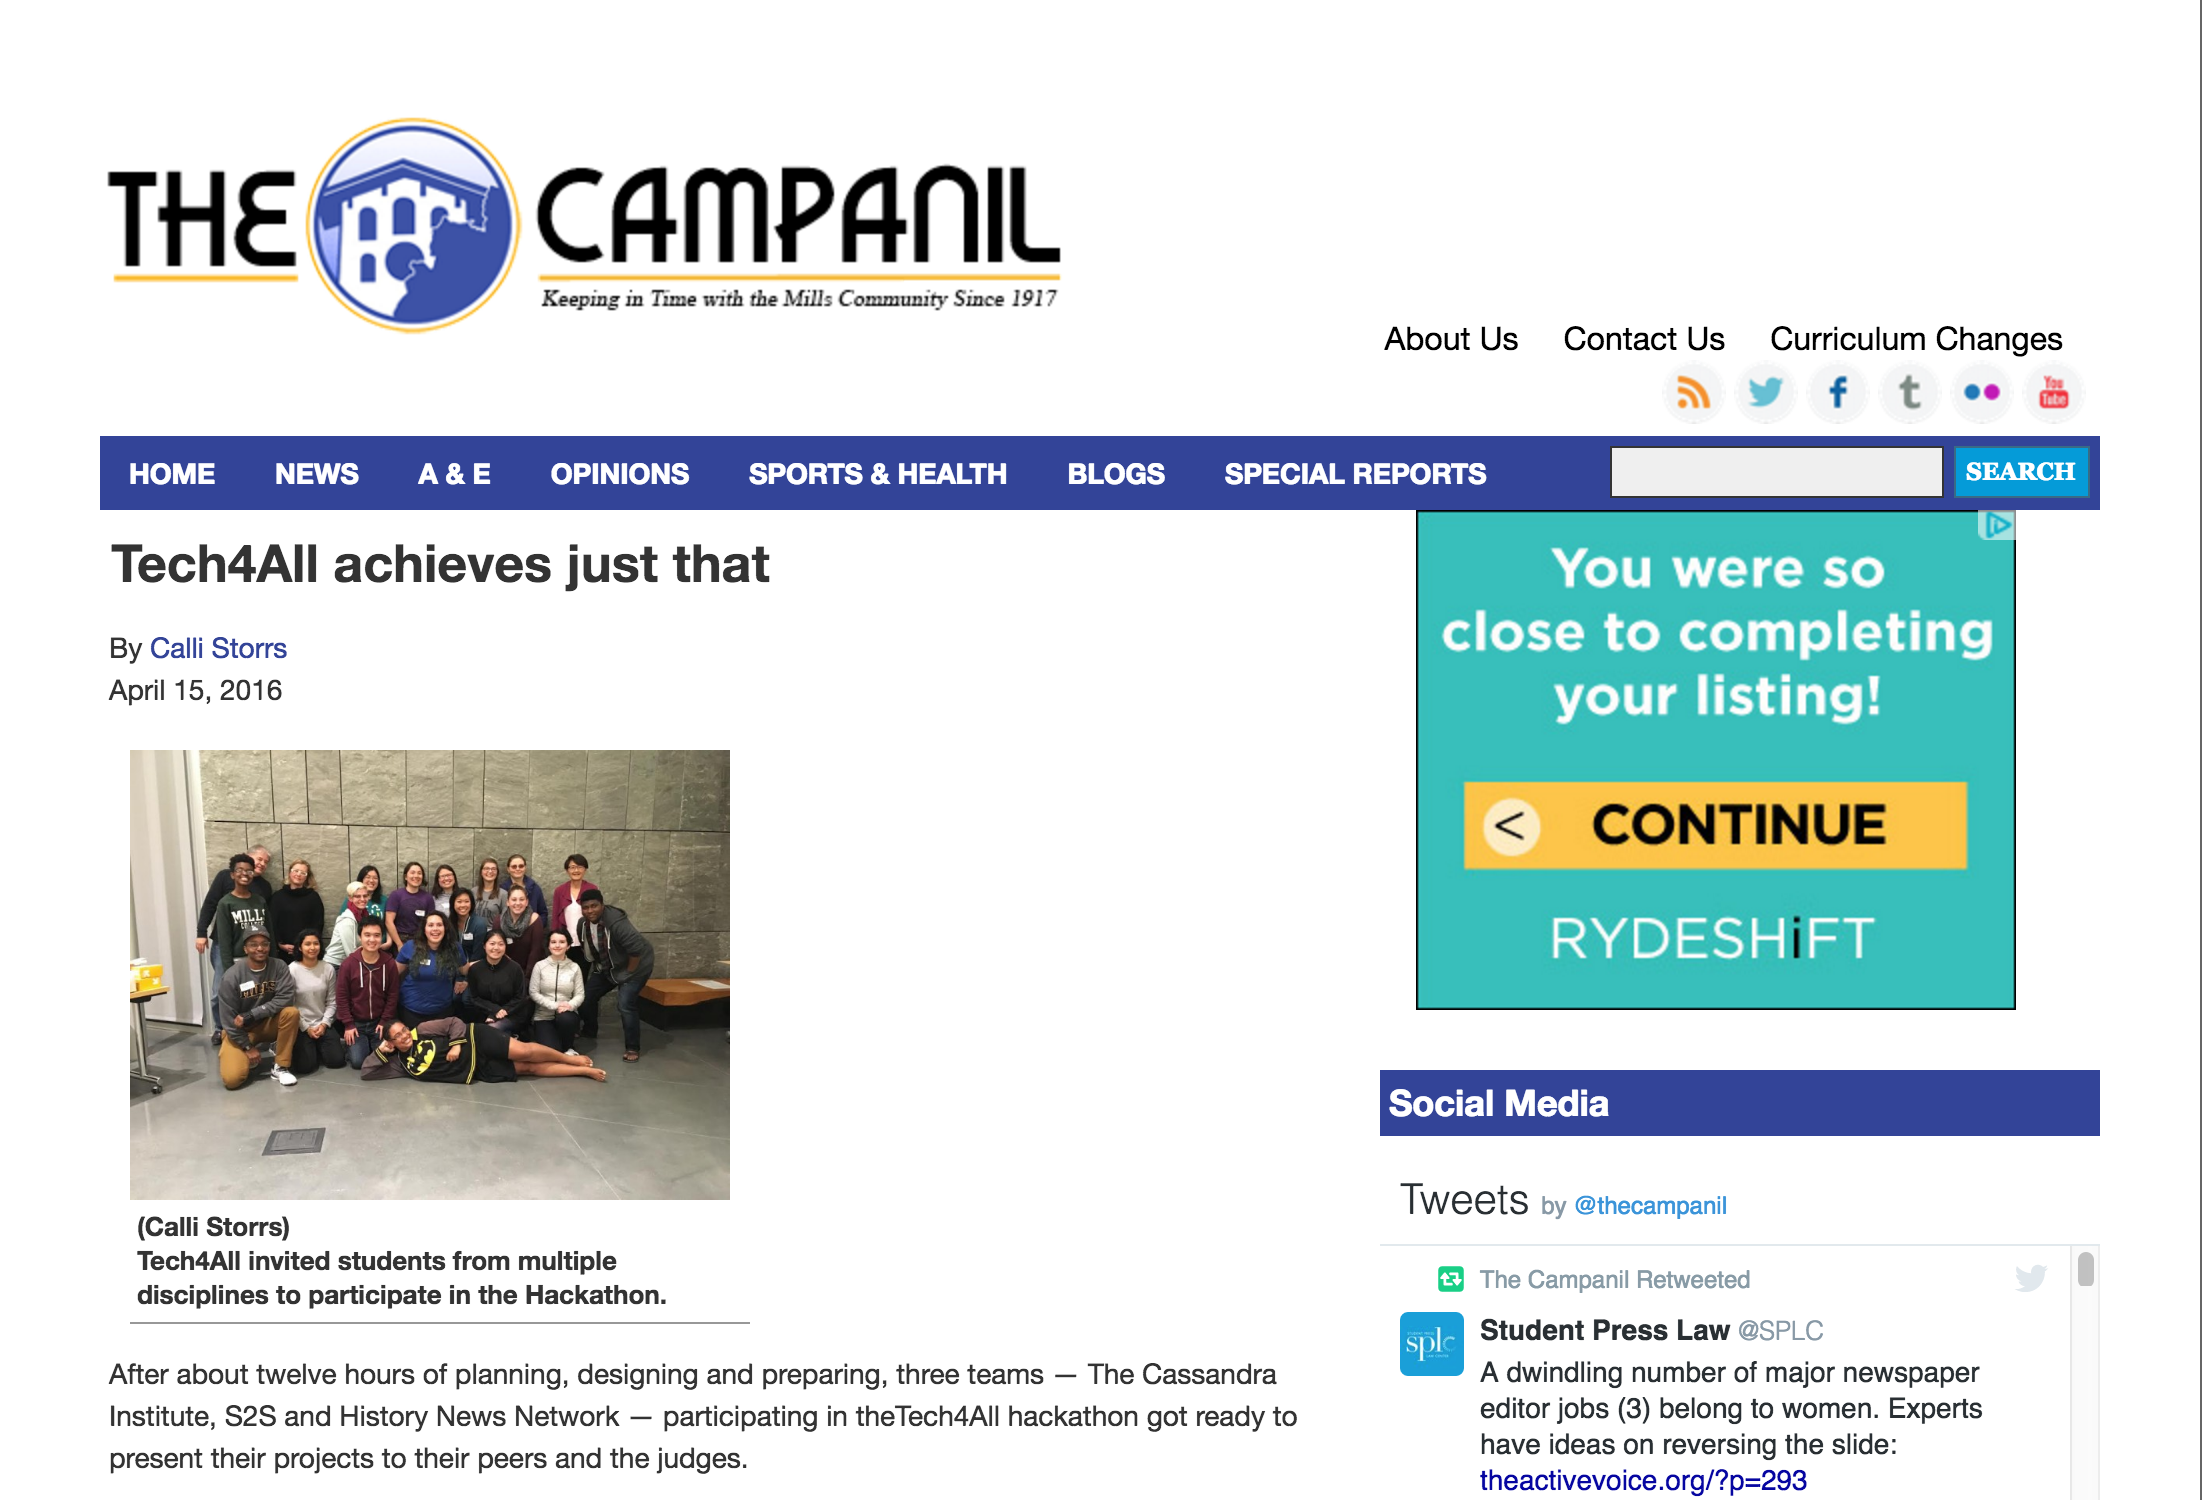 THE CAMPANIL
Keeping in Time with the Mills Community Since 1917
About Us Contact Us Curriculum Changes
t You Tube
HOME NEWS A & E OPINIONS SPORTS & HEALTH BLOGS SPECIAL REPORTS SEARCH
Tech4All achieves just that
By Calli Storrs
April 15, 2016
MILLS
(Calli Storrs)
Tech4All invited students from multiple
disciplines to participate in the Hackathon.
After about twelve hours of planning, designing and preparing, three teams — The Cassandra
Institute, S2S and History News Network — participating in theTech4All hackathon got ready to
present their projects to their peers and the judges.
You were so
close to completing
your listing!
< CONTINUE
RYDESHiFT
Social Media
Tweets by @thecampanil
The Campanil Retweeted
splc
Student Press Law @SPLC
A dwindling number of major newspaper
editor jobs (3) belong to women. Experts
have ideas on reversing the slide:
theactivevoice.org/?p=293